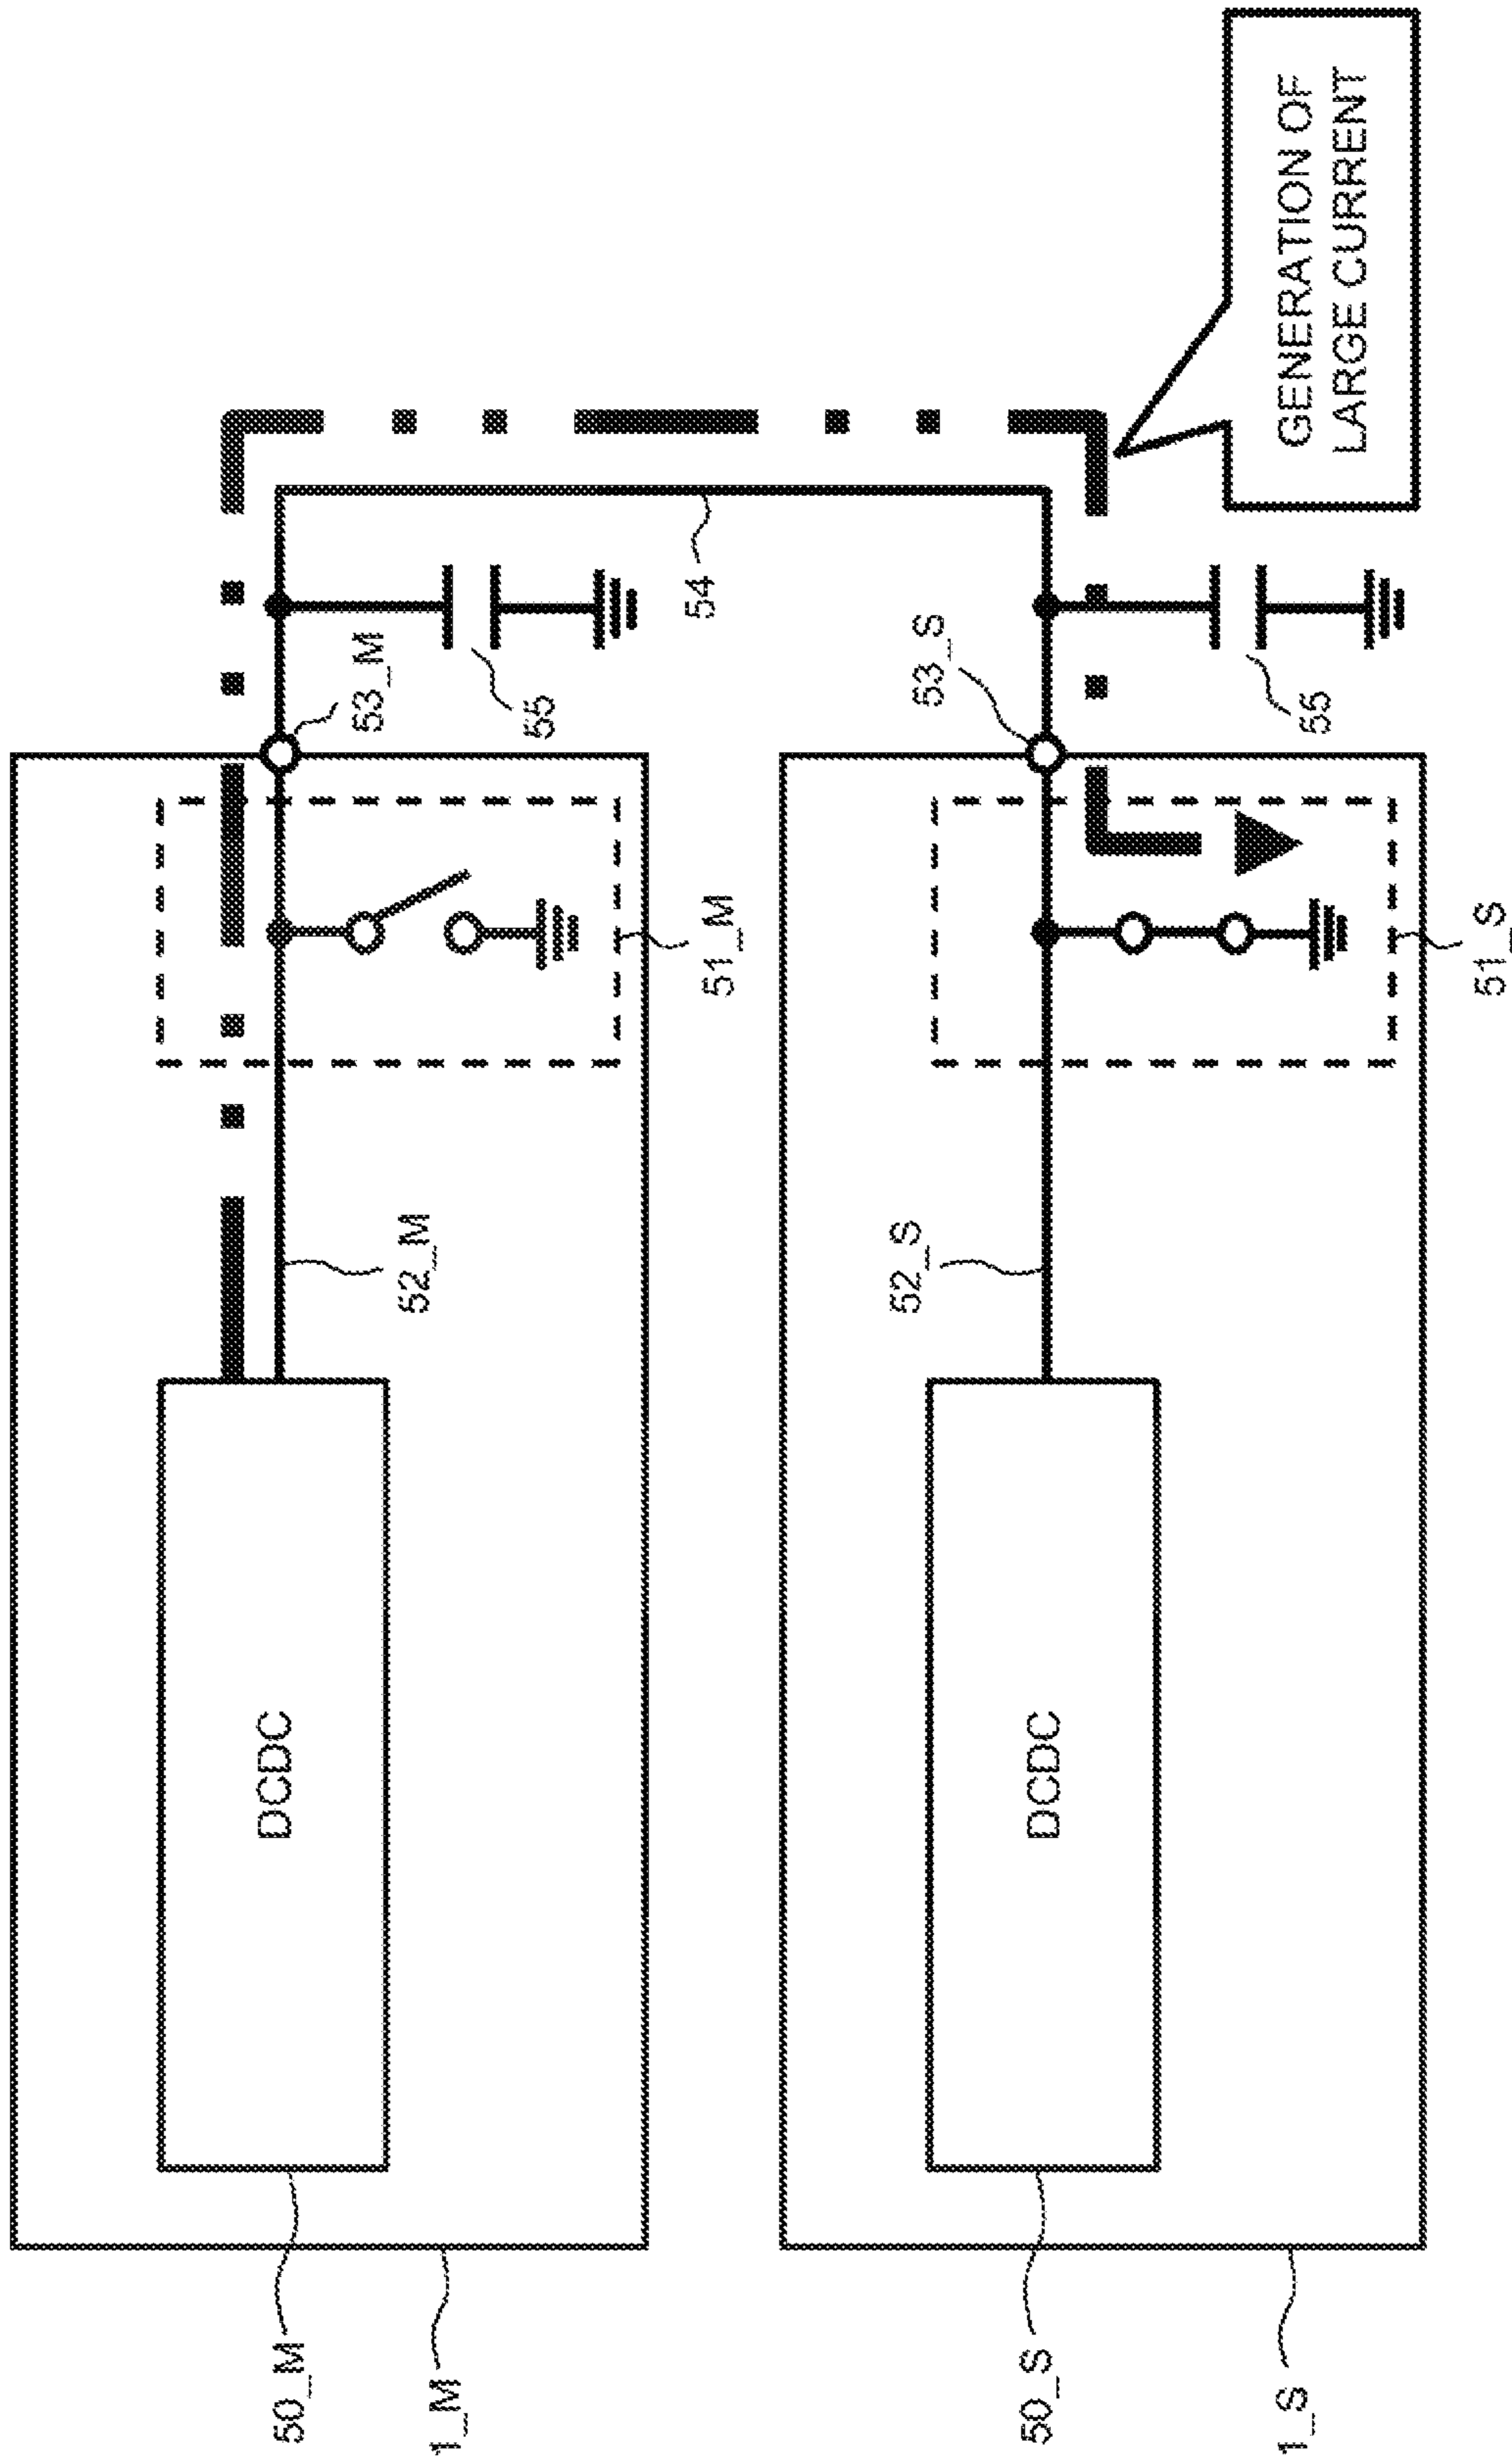 50_M
1_M
DCDC
52_M
51_M
53_M
55
54
50_S
1_S
DCDC
52_S
51_S
53_S
55
GENERATION OF
LARGE CURRENT